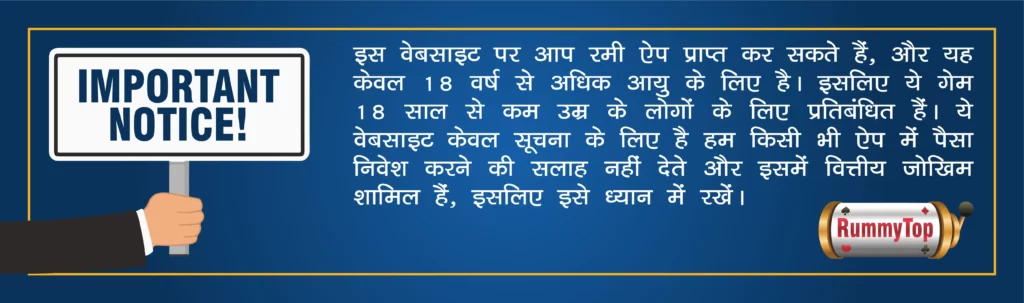 IMPORTANT
NOTICE!
इस वेबसाइट पर आप रमी ऐप प्राप्त कर सकते हैं, और यह
केवल 18 वर्ष से अधिक आयु के लिए है। इसलिए ये गेम
18 साल से कम उम्र के लोगों के लिए प्रतिबंधित हैं। ये
वेबसाइट केवल सूचना के लिए है हम किसी भी ऐप में पैसा
निवेश करने की सलाह नहीं देते और इसमें वित्तीय जोखिम
शामिल हैं, इसलिए इसे ध्यान में रखें।
RummyTop